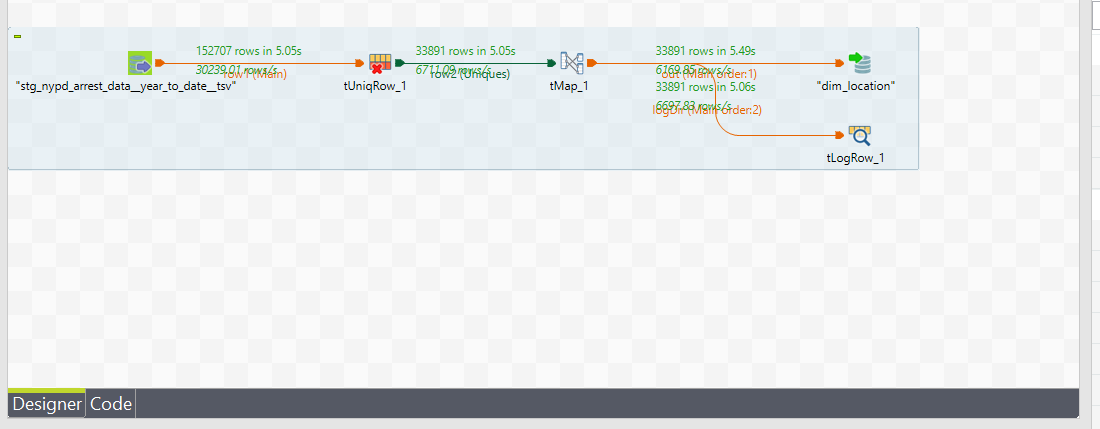 152707 rows in 5.05s
30239.01 rows/s
row1 (Main)
33891 rows in 5.05s
6711.09 rows/s
row2 (Uniques)
33891 rows in 5.49s
6169.85 rows/s
out (Main order:1)
33891 rows in 5.06s
6697.83 rows/s
logDir (Main order:2)
"stg_nypd_arrest_data__year_to_date__tsv"
tUniqRow_1
tMap_1
"dim_location"
tLogRow_1
Designer
Code